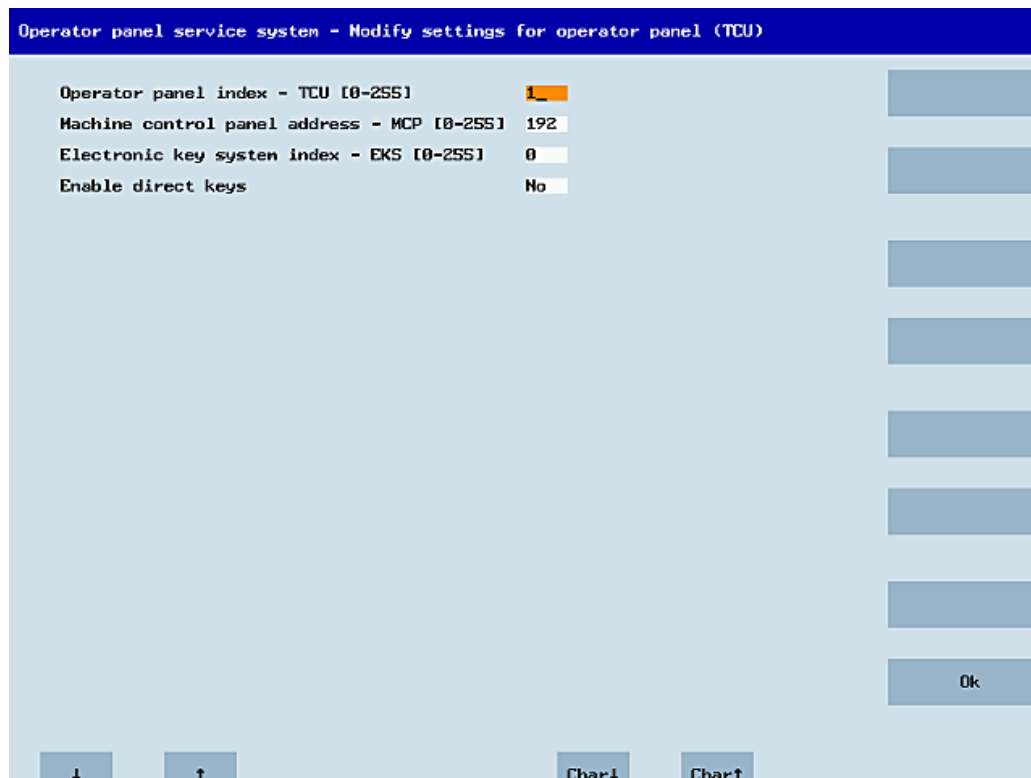 Operator panel service system - Modify settings for operator panel (TCU)
Operator panel index - TCU [0-255] 1_
Machine control panel address - MCP [0-255] 192
Electronic key system index - EKS [0-255] 0
Enable direct keys No
Ok
↓ ↑ Char↓ Char↑